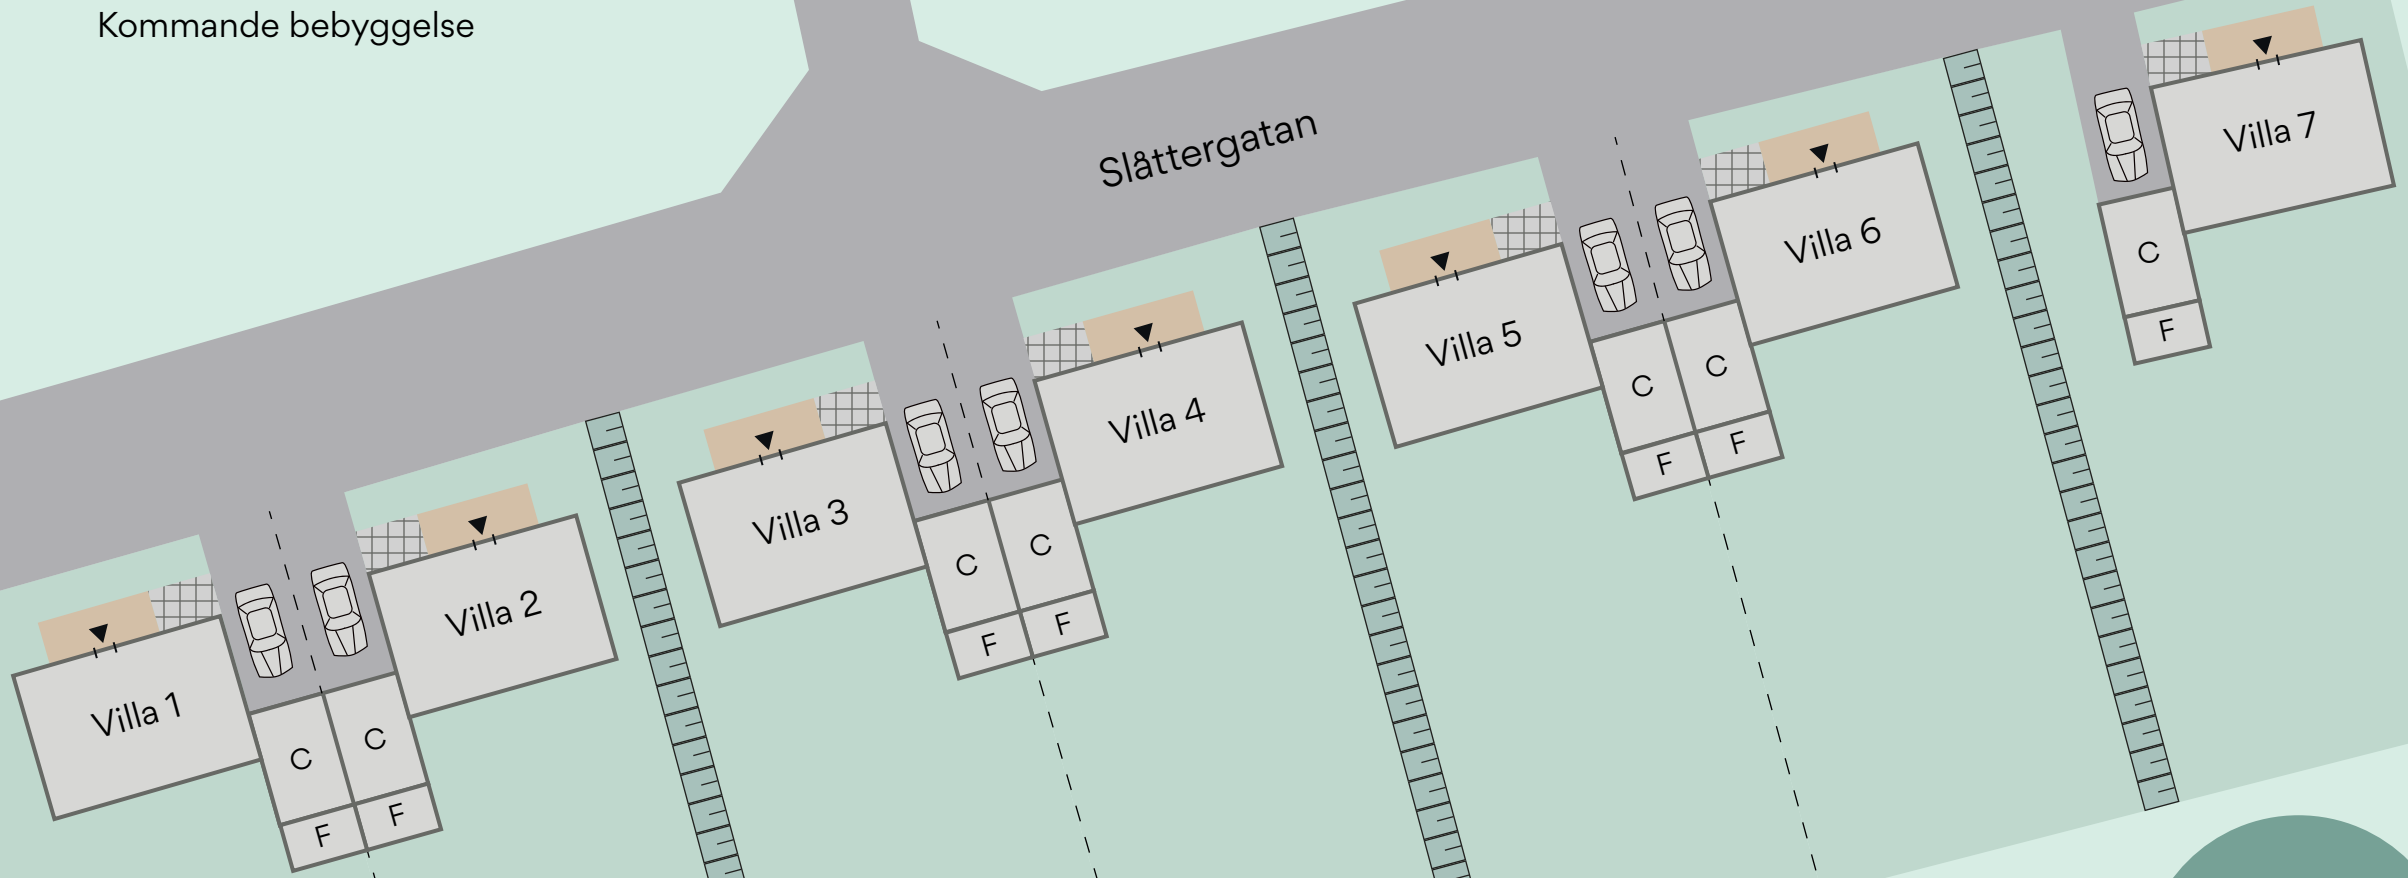 Kommande bebyggelse
Slåttergatan
Villa 1
C
C
F
F
Villa 2
Villa 3
C
C
F
F
Villa 4
Villa 5
C
C
F
F
Villa 6
Villa 7
C
F